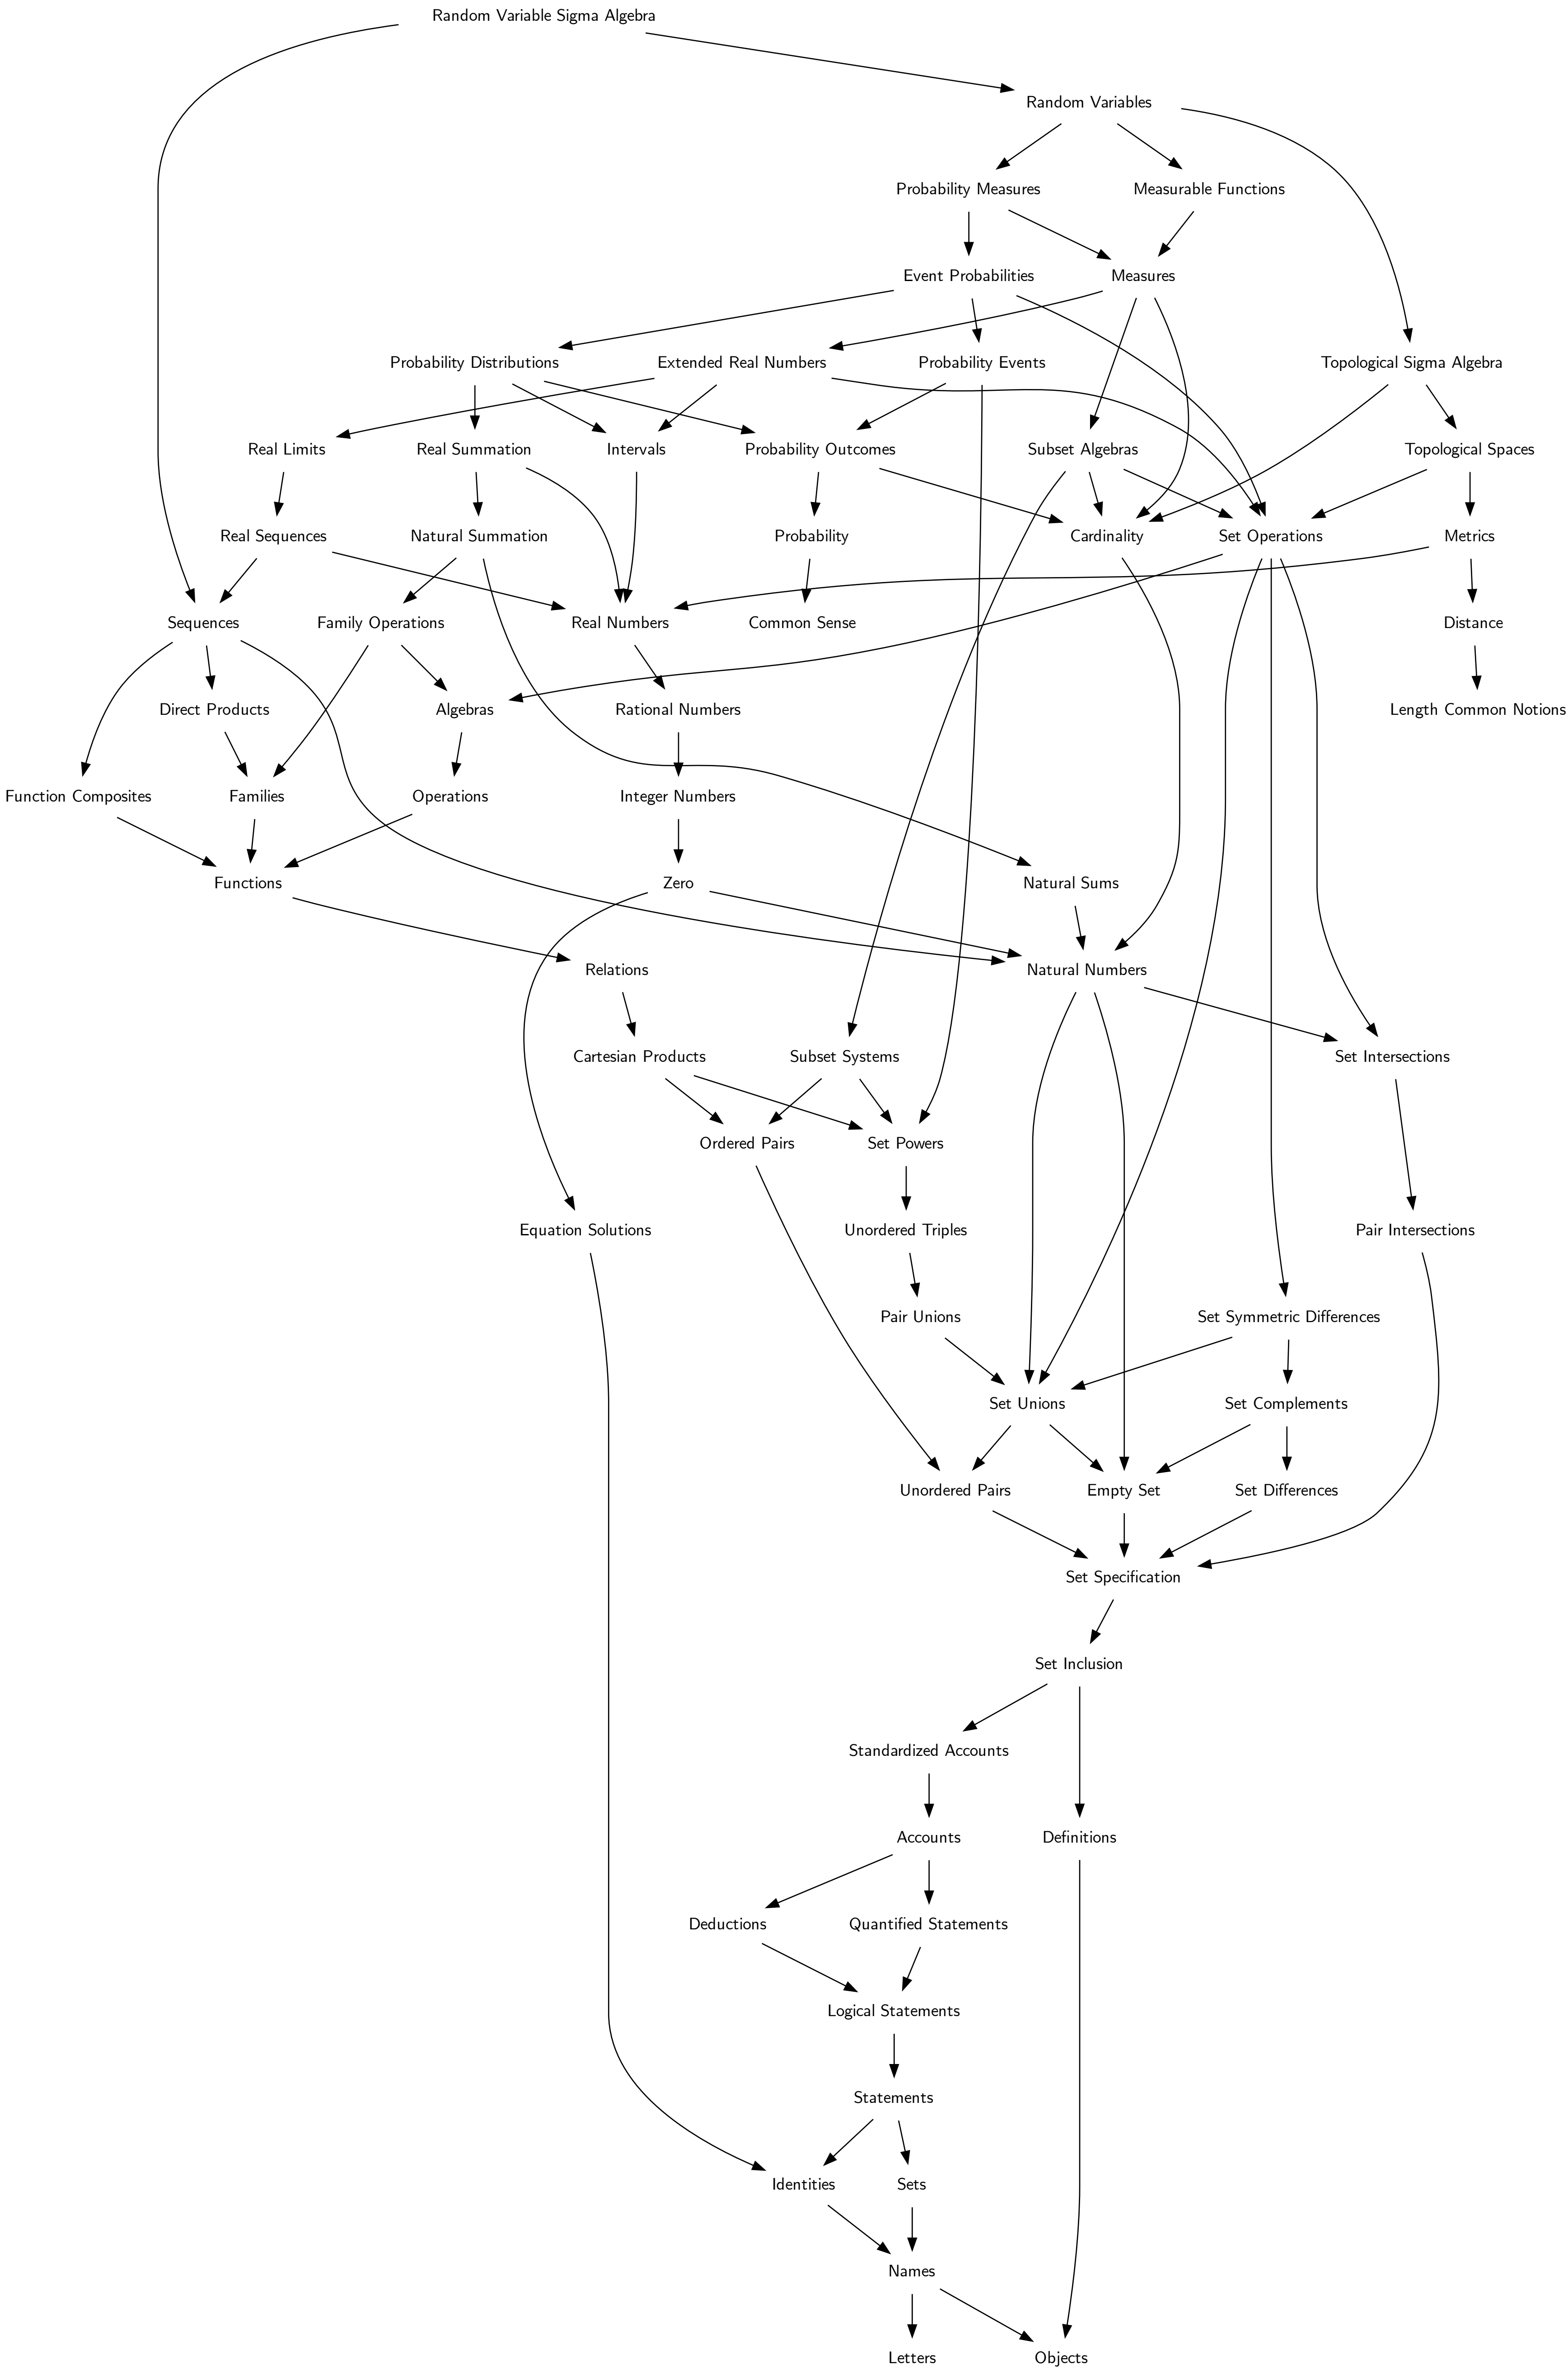 Random Variable Sigma Algebra
Random Variables
Probability Measures
Measurable Functions
Event Probabilities
Measures
Probability Distributions
Extended Real Numbers
Probability Events
Topological Sigma Algebra
Real Limits
Real Summation
Intervals
Probability Outcomes
Subset Algebras
Topological Spaces
Real Sequences
Natural Summation
Probability
Cardinality
Set Operations
Metrics
Sequences
Family Operations
Real Numbers
Common Sense
Distance
Direct Products
Algebras
Rational Numbers
Length Common Notions
Function Composites
Families
Operations
Integer Numbers
Functions
Zero
Natural Sums
Relations
Natural Numbers
Cartesian Products
Subset Systems
Set Intersections
Ordered Pairs
Set Powers
Equation Solutions
Unordered Triples
Pair Intersections
Pair Unions
Set Symmetric Differences
Set Unions
Set Complements
Unordered Pairs
Empty Set
Set Differences
Set Specification
Set Inclusion
Standardized Accounts
Accounts
Definitions
Deductions
Quantified Statements
Logical Statements
Statements
Identities
Sets
Names
Letters
Objects